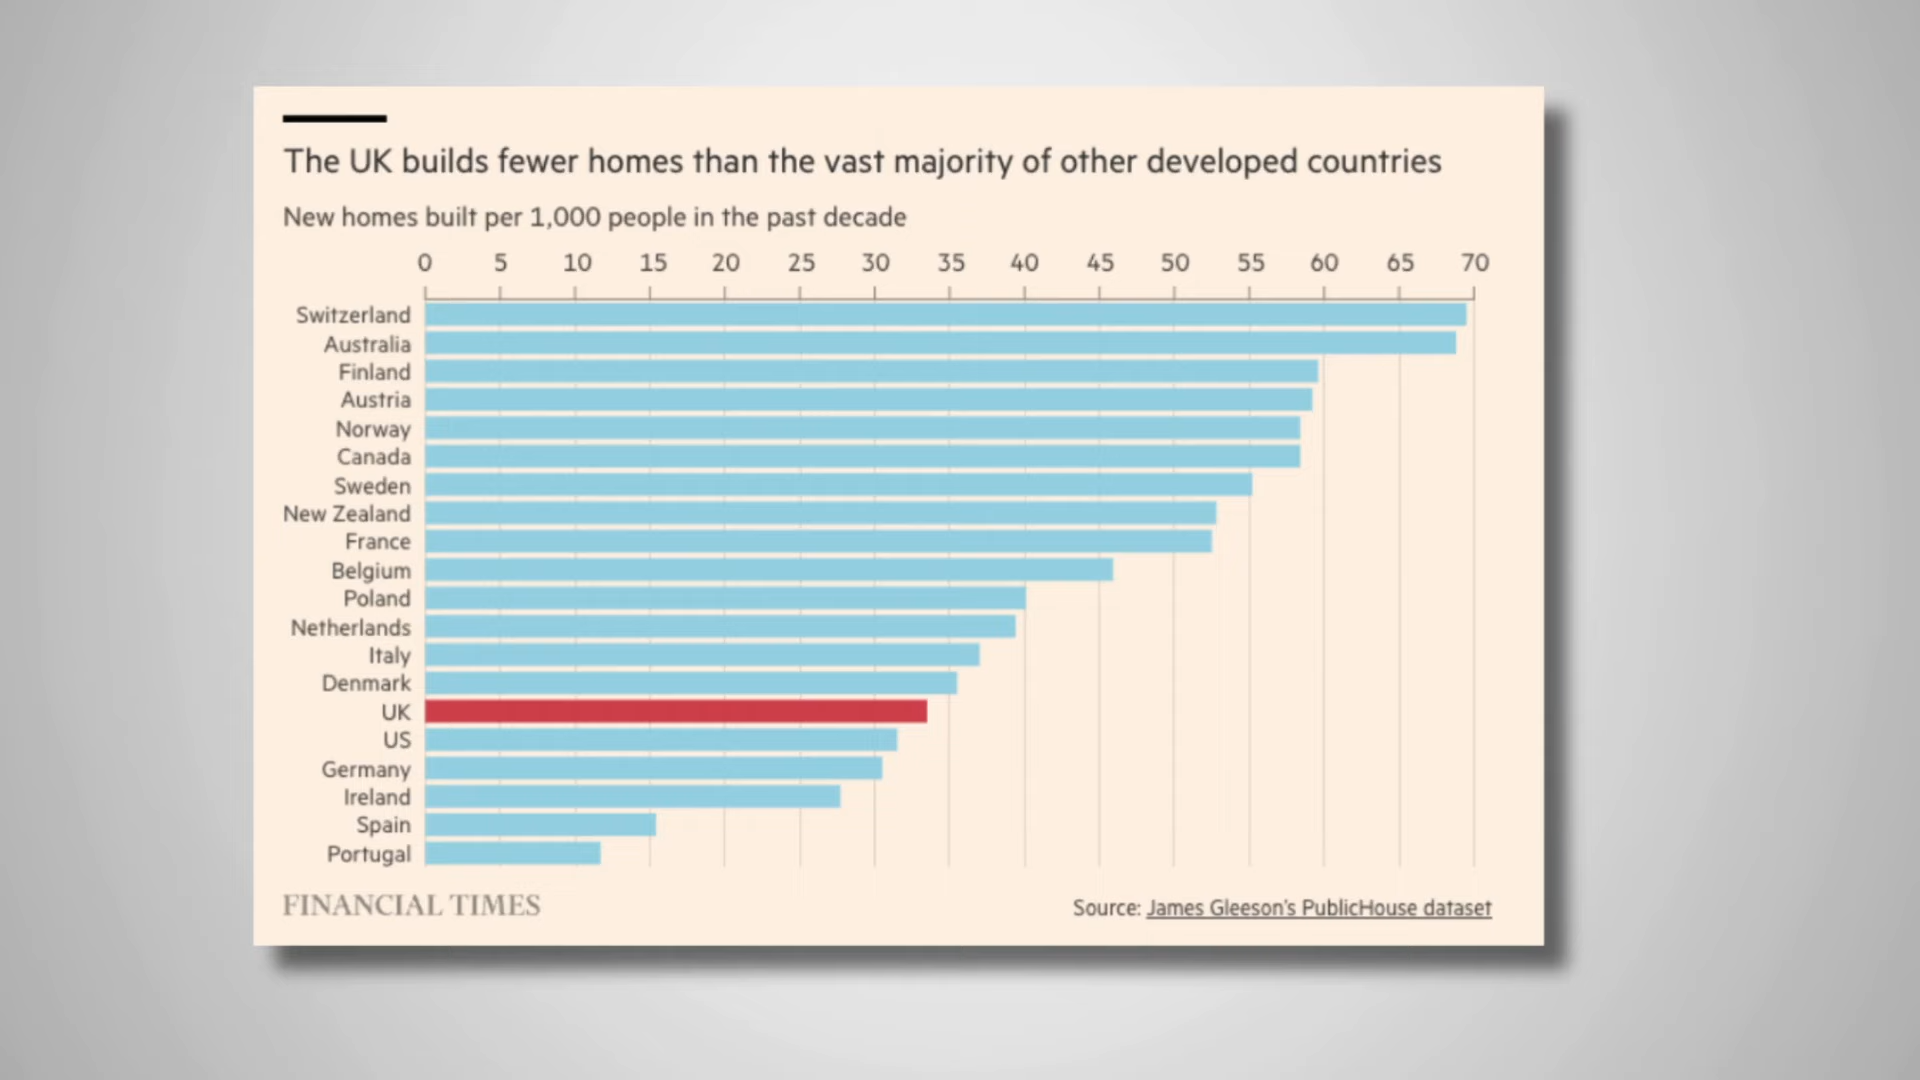 The UK builds fewer homes than the vast majority of other developed countries
New homes built per 1,000 people in the past decade
0 5 10 15 20 25 30 35 40 45 50 55 60 65 70
Switzerland
Australia
Finland
Austria
Norway
Canada
Sweden
New Zealand
France
Belgium
Poland
Netherlands
Italy
Denmark
UK
US
Germany
Ireland
Spain
Portugal
FINANCIAL TIMES
Source: James Gleeson's PublicHouse dataset